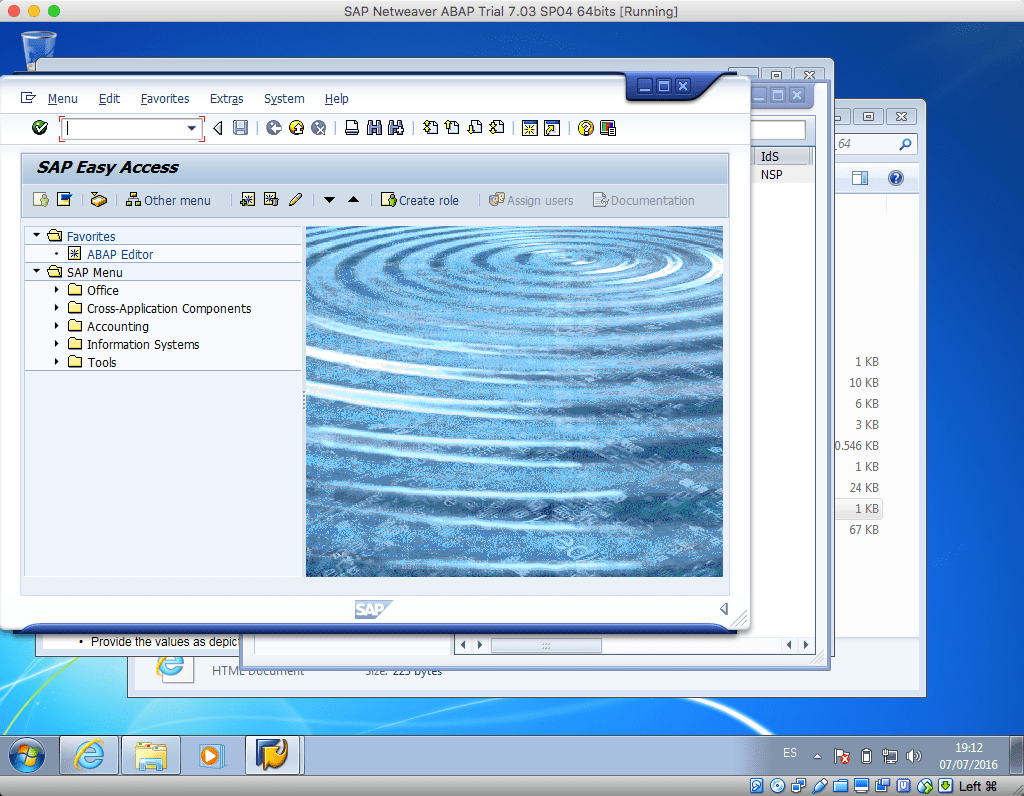 SAP Netweaver ABAP Trial 7.03 SP04 64bits [Running]
Menu Edit Favorites Extras System Help
SAP Easy Access
Other menu Create role Assign users Documentation
Favorites
ABAP Editor
SAP Menu
Office
Cross-Application Components
Accounting
Information Systems
Tools
SAP
IdS
NSP
_64
1 KB
10 KB
6 KB
3 KB
0.546 KB
1 KB
24 KB
1 KB
67 KB
• Provide the values as depict
HTML Document Size: 225 bytes
ES
19:12
07/07/2016
Left ⌘